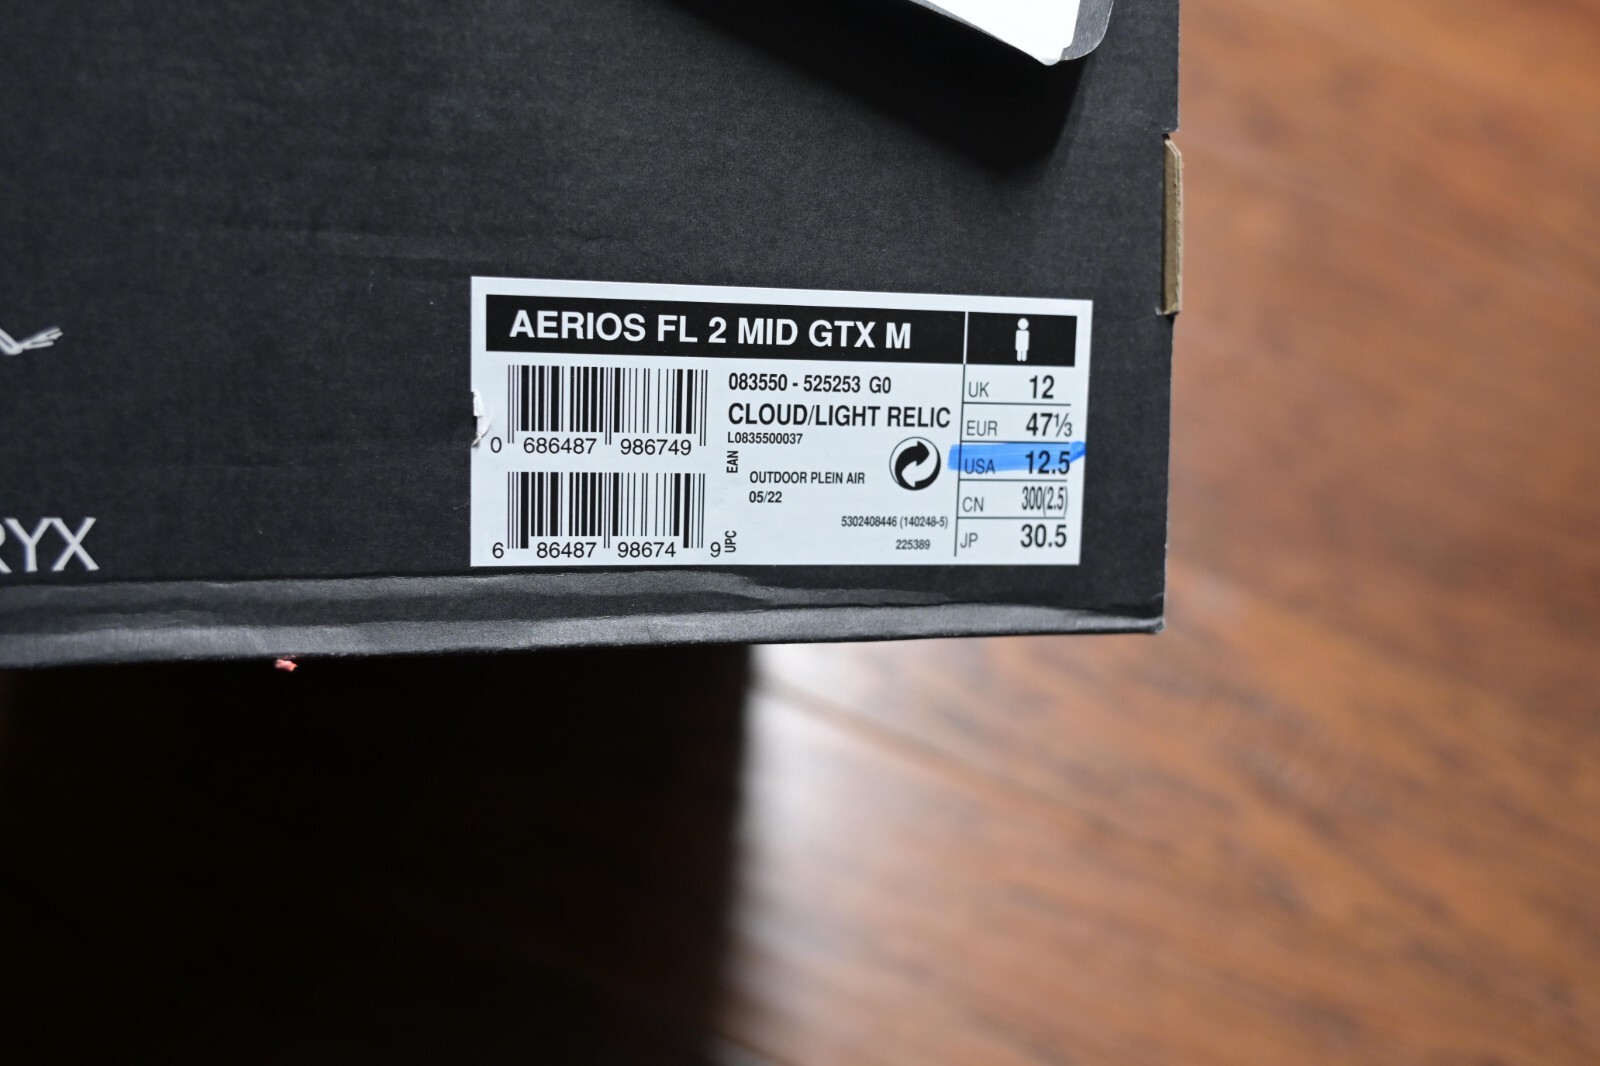 AERIOS FL 2 MID GTX M
083550 - 525253 G0
CLOUD/LIGHT RELIC
L0835500037
0 686487 986749
EAN
OUTDOOR PLEIN AIR
05/22
5302408446 (140248-5)
225389
6 86487 98674 9
UPC
UK 12
EUR 47⅓
USA 12.5
CN 300(2.5)
JP 30.5
RYX